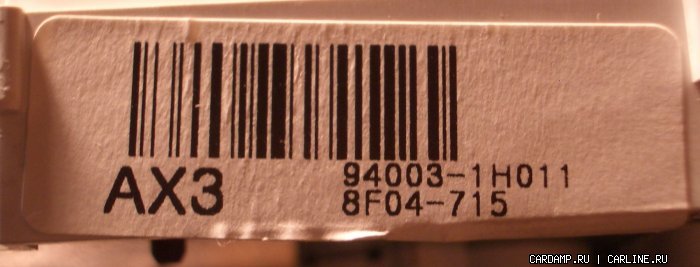 AX3
94003-1H011
8F04-715
CARDAMP.RU | CARLINE.RU